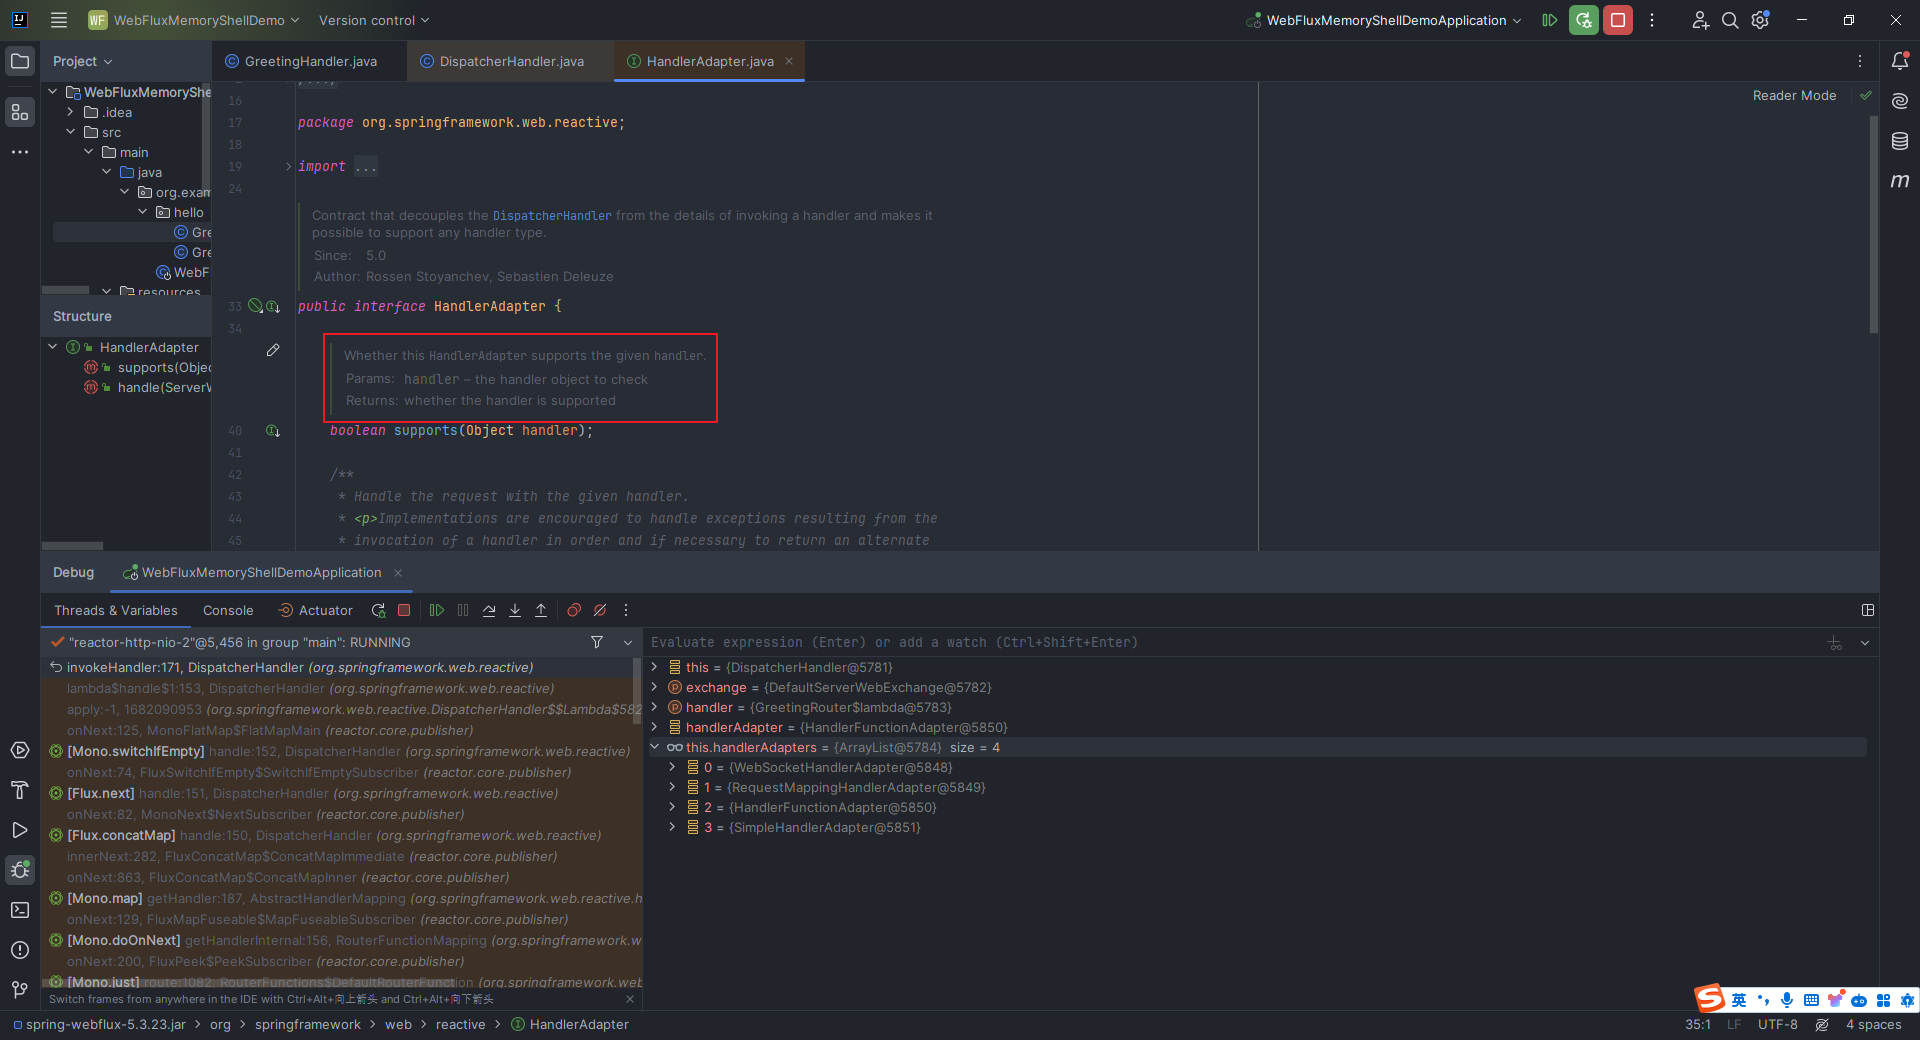 WF WebFluxMemoryShellDemo Version control WebFluxMemoryShellDemoApplication
Project
GreetingHandler.java DispatcherHandler.java HandlerAdapter.java
Reader Mode
WebFluxMemoryShe
.idea
src
main
java
org.exam
hello
Gre
Gre
WebF
resources
Structure
HandlerAdapter
supports(Objec
handle(ServerW
16
17 package org.springframework.web.reactive;
18
19 import ...
24
Contract that decouples the DispatcherHandler from the details of invoking a handler and makes it
possible to support any handler type.
Since: 5.0
Author: Rossen Stoyanchev, Sebastien Deleuze
33 public interface HandlerAdapter {
34
Whether this HandlerAdapter supports the given handler.
Params: handler – the handler object to check
Returns: whether the handler is supported
40 boolean supports(Object handler);
41
42 /**
43 * Handle the request with the given handler.
44 * <p>Implementations are encouraged to handle exceptions resulting from the
45 * invocation of a handler in order and if necessary to return an alternate
Debug WebFluxMemoryShellDemoApplication
Threads & Variables Console Actuator
"reactor-http-nio-2"@5,456 in group "main": RUNNING
invokeHandler:171, DispatcherHandler (org.springframework.web.reactive)
lambda$handle$1:153, DispatcherHandler (org.springframework.web.reactive)
apply:-1, 1682090953 (org.springframework.web.reactive.DispatcherHandler$$Lambda$582
onNext:125, MonoFlatMap$FlatMapMain (reactor.core.publisher)
[Mono.switchIfEmpty] handle:152, DispatcherHandler (org.springframework.web.reactive)
onNext:74, FluxSwitchIfEmpty$SwitchIfEmptySubscriber (reactor.core.publisher)
[Flux.next] handle:151, DispatcherHandler (org.springframework.web.reactive)
onNext:82, MonoNext$NextSubscriber (reactor.core.publisher)
[Flux.concatMap] handle:150, DispatcherHandler (org.springframework.web.reactive)
innerNext:282, FluxConcatMap$ConcatMapImmediate (reactor.core.publisher)
onNext:863, FluxConcatMap$ConcatMapInner (reactor.core.publisher)
[Mono.map] getHandler:187, AbstractHandlerMapping (org.springframework.web.reactive.h
onNext:129, FluxMapFuseable$MapFuseableSubscriber (reactor.core.publisher)
[Mono.doOnNext] getHandlerInternal:156, RouterFunctionMapping (org.springframework.w
onNext:200, FluxPeek$PeekSubscriber (reactor.core.publisher)
[Mono.just] route:1082, RouterFunctions$DefaultRouterFunction (org.springframework.web
Switch frames from anywhere in the IDE with Ctrl+Alt+向上箭头 and Ctrl+Alt+向下箭头
Evaluate expression (Enter) or add a watch (Ctrl+Shift+Enter)
this = {DispatcherHandler@5781}
exchange = {DefaultServerWebExchange@5782}
handler = {GreetingRouter$lambda@5783}
handlerAdapter = {HandlerFunctionAdapter@5850}
this.handlerAdapters = {ArrayList@5784} size = 4
0 = {WebSocketHandlerAdapter@5848}
1 = {RequestMappingHandlerAdapter@5849}
2 = {HandlerFunctionAdapter@5850}
3 = {SimpleHandlerAdapter@5851}
英
spring-webflux-5.3.23.jar > org > springframework > web > reactive > HandlerAdapter
35:1 LF UTF-8 4 spaces